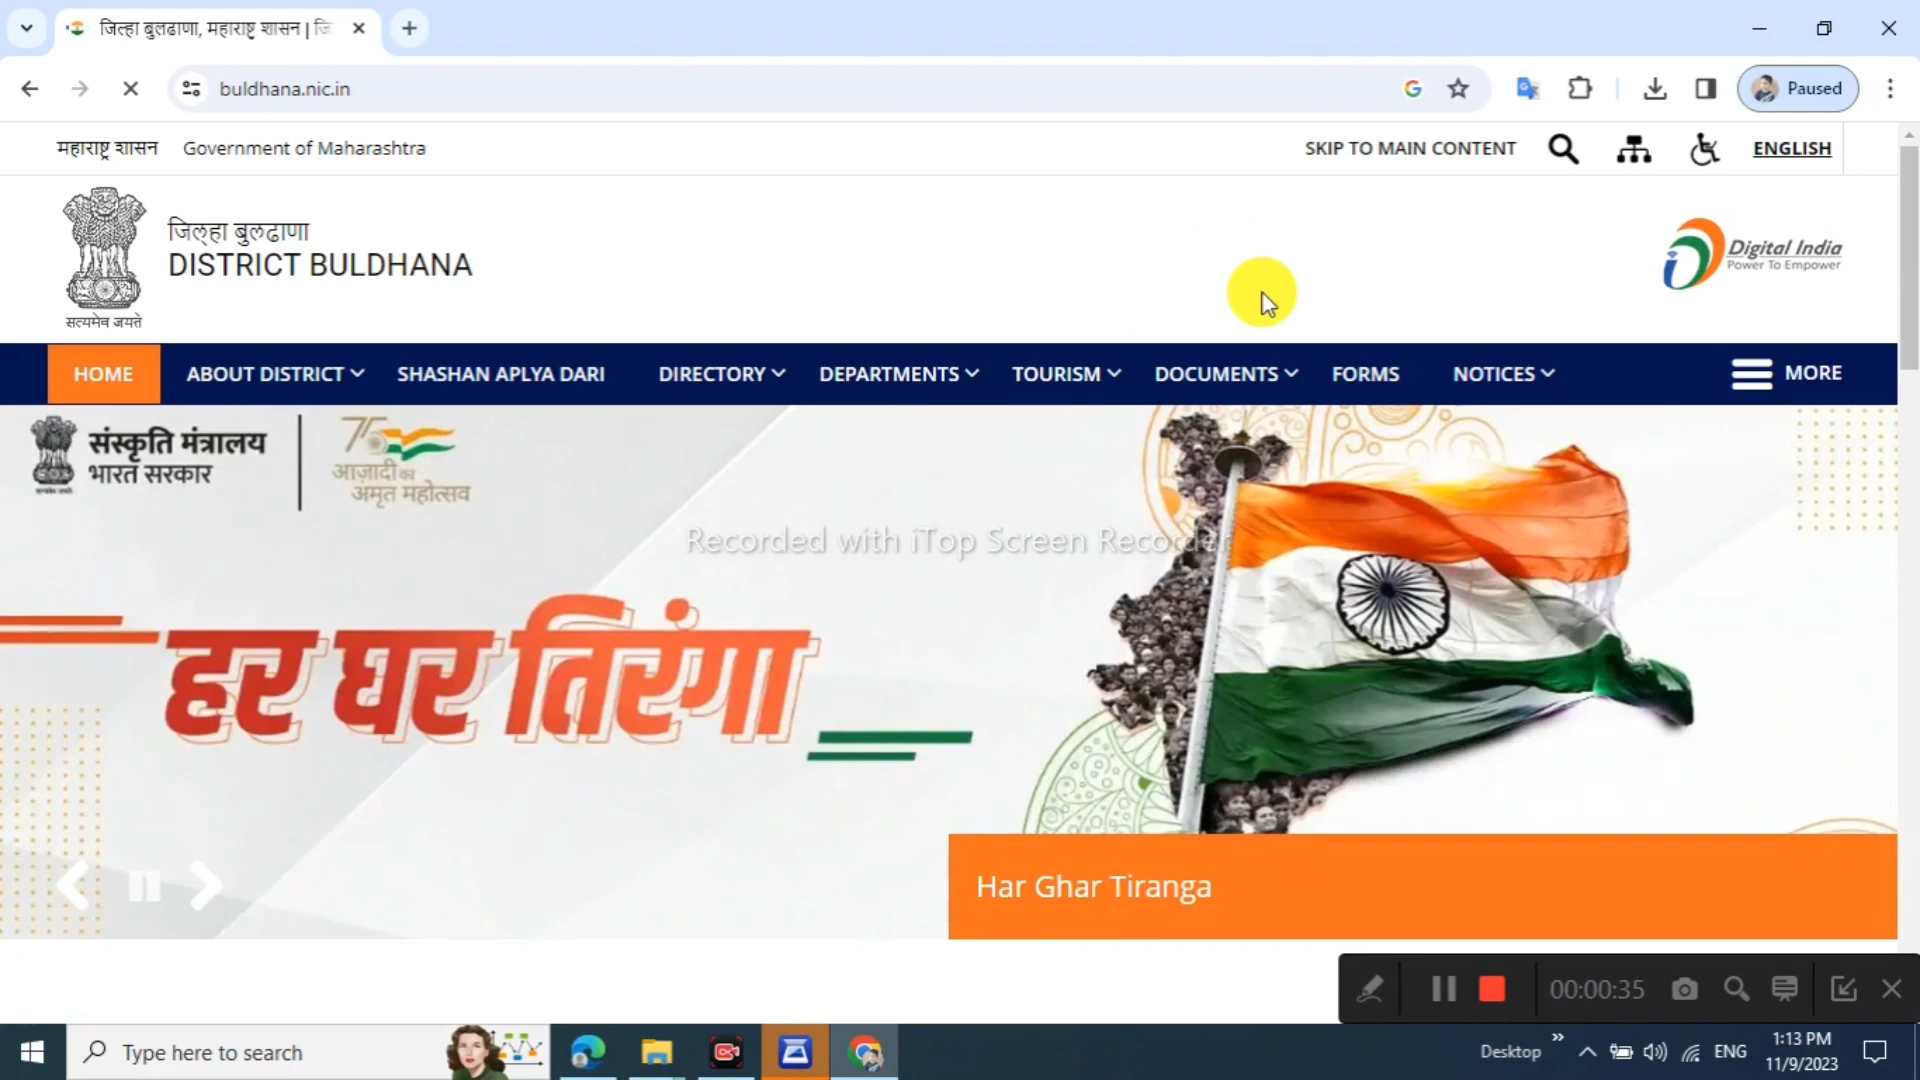 जिल्हा बुलढाणा, महाराष्ट्र शासन | जि
buldhana.nic.in
Paused
महाराष्ट्र शासन Government of Maharashtra
SKIP TO MAIN CONTENT
ENGLISH
जिल्हा बुलढाणा
DISTRICT BULDHANA
सत्यमेव जयते
Digital India
Power To Empower
HOME ABOUT DISTRICT SHASHAN APLYA DARI DIRECTORY DEPARTMENTS TOURISM DOCUMENTS FORMS NOTICES MORE
संस्कृति मंत्रालय
भारत सरकार
75
आज़ादी का
अमृत महोत्सव
Recorded with iTop Screen Recorder
हर घर तिरंगा
Har Ghar Tiranga
00:00:35
Type here to search
Desktop
ENG
1:13 PM
11/9/2023